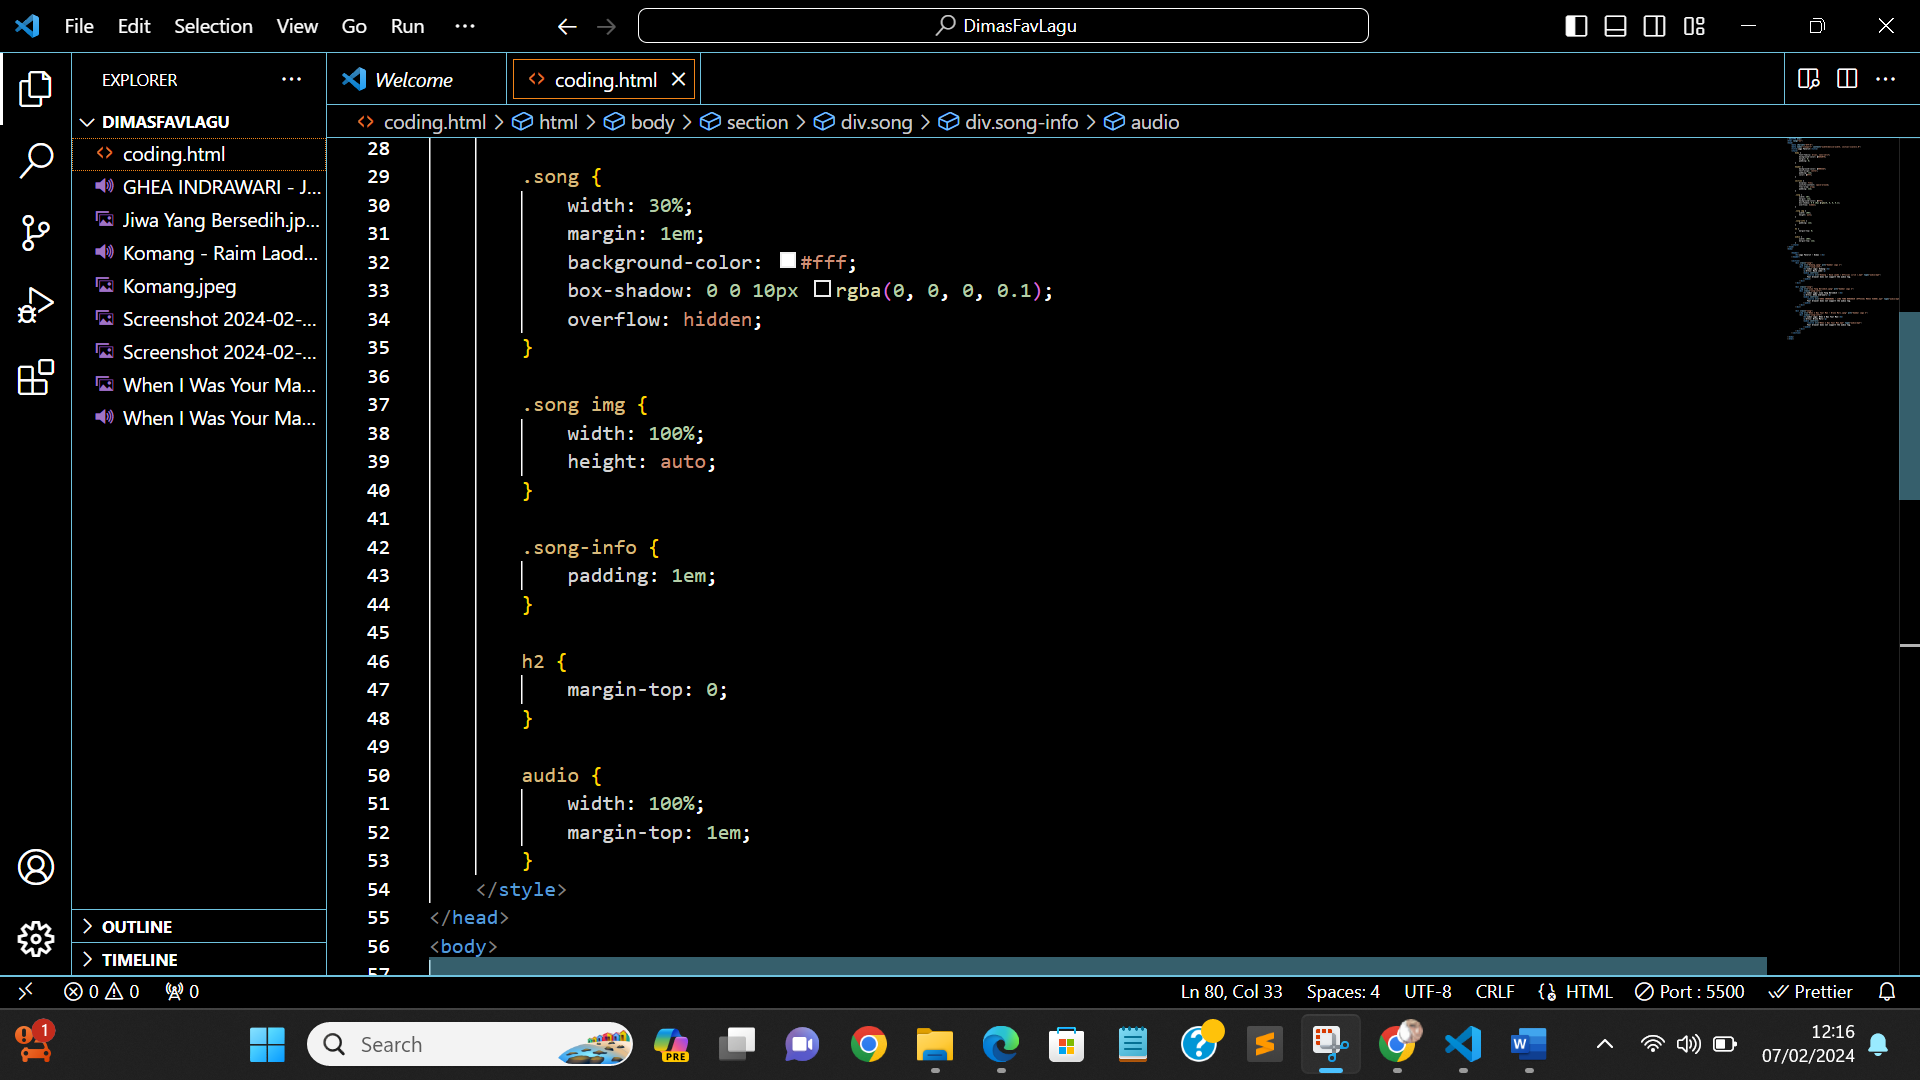 File Edit Selection View Go Run ···
DimasFavLagu
EXPLORER ···
DIMASFAVLAGU
coding.html
GHEA INDRAWARI - J...
Jiwa Yang Bersedih.jp...
Komang - Raim Laod...
Komang.jpeg
Screenshot 2024-02-...
Screenshot 2024-02-...
When I Was Your Ma...
When I Was Your Ma...
OUTLINE
TIMELINE
Welcome
<> coding.html
<> coding.html > html > body > section > div.song > div.song-info > audio
28
29 .song {
30 width: 30%;
31 margin: 1em;
32 background-color: #fff;
33 box-shadow: 0 0 10px rgba(0, 0, 0, 0.1);
34 overflow: hidden;
35 }
36
37 .song img {
38 width: 100%;
39 height: auto;
40 }
41
42 .song-info {
43 padding: 1em;
44 }
45
46 h2 {
47 margin-top: 0;
48 }
49
50 audio {
51 width: 100%;
52 margin-top: 1em;
53 }
54 </style>
55 </head>
56 <body>
57
0 0 0
Ln 80, Col 33 Spaces: 4 UTF-8 CRLF HTML Port : 5500 Prettier
1
Search
PRE
12:16
07/02/2024